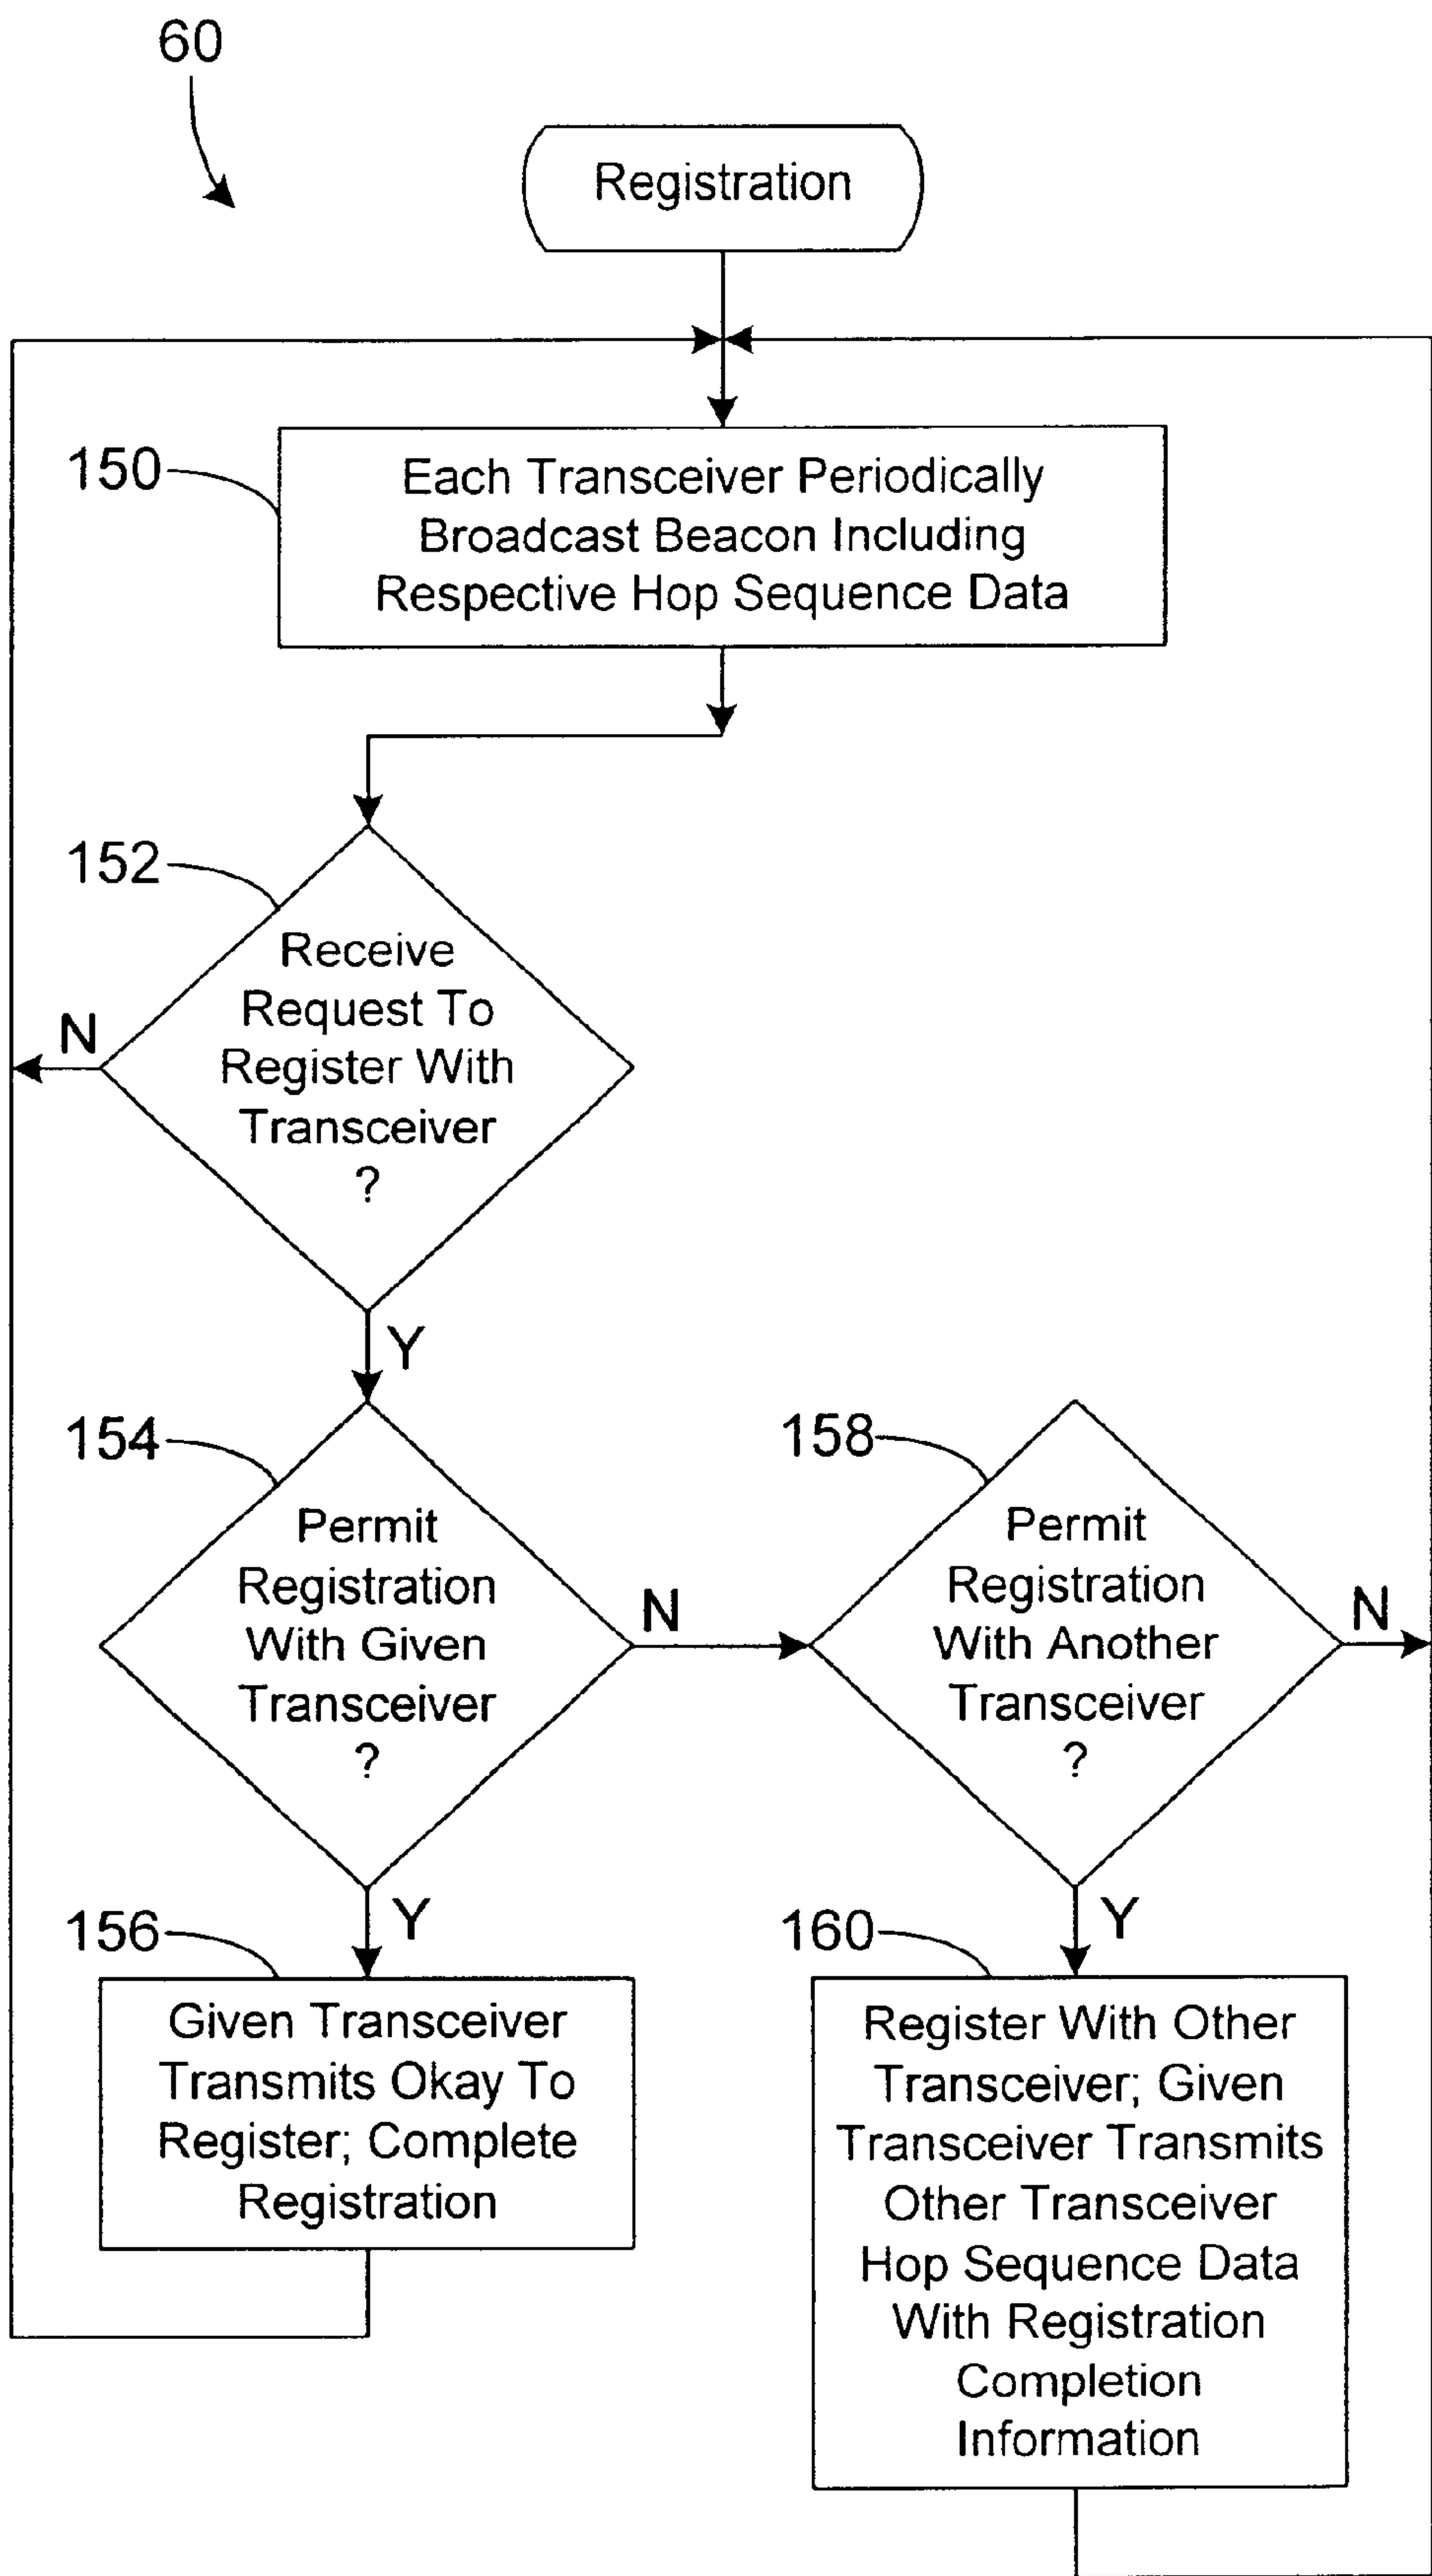 60
Registration
150
Each Transceiver Periodically
Broadcast Beacon Including
Respective Hop Sequence Data
152
Receive
Request To
Register With
Transceiver
?
N
Y
154
Permit
Registration
With Given
Transceiver
?
N
Y
158
Permit
Registration
With Another
Transceiver
?
N
Y
156
Given Transceiver
Transmits Okay To
Register; Complete
Registration
160
Register With Other
Transceiver; Given
Transceiver Transmits
Other Transceiver
Hop Sequence Data
With Registration
Completion
Information